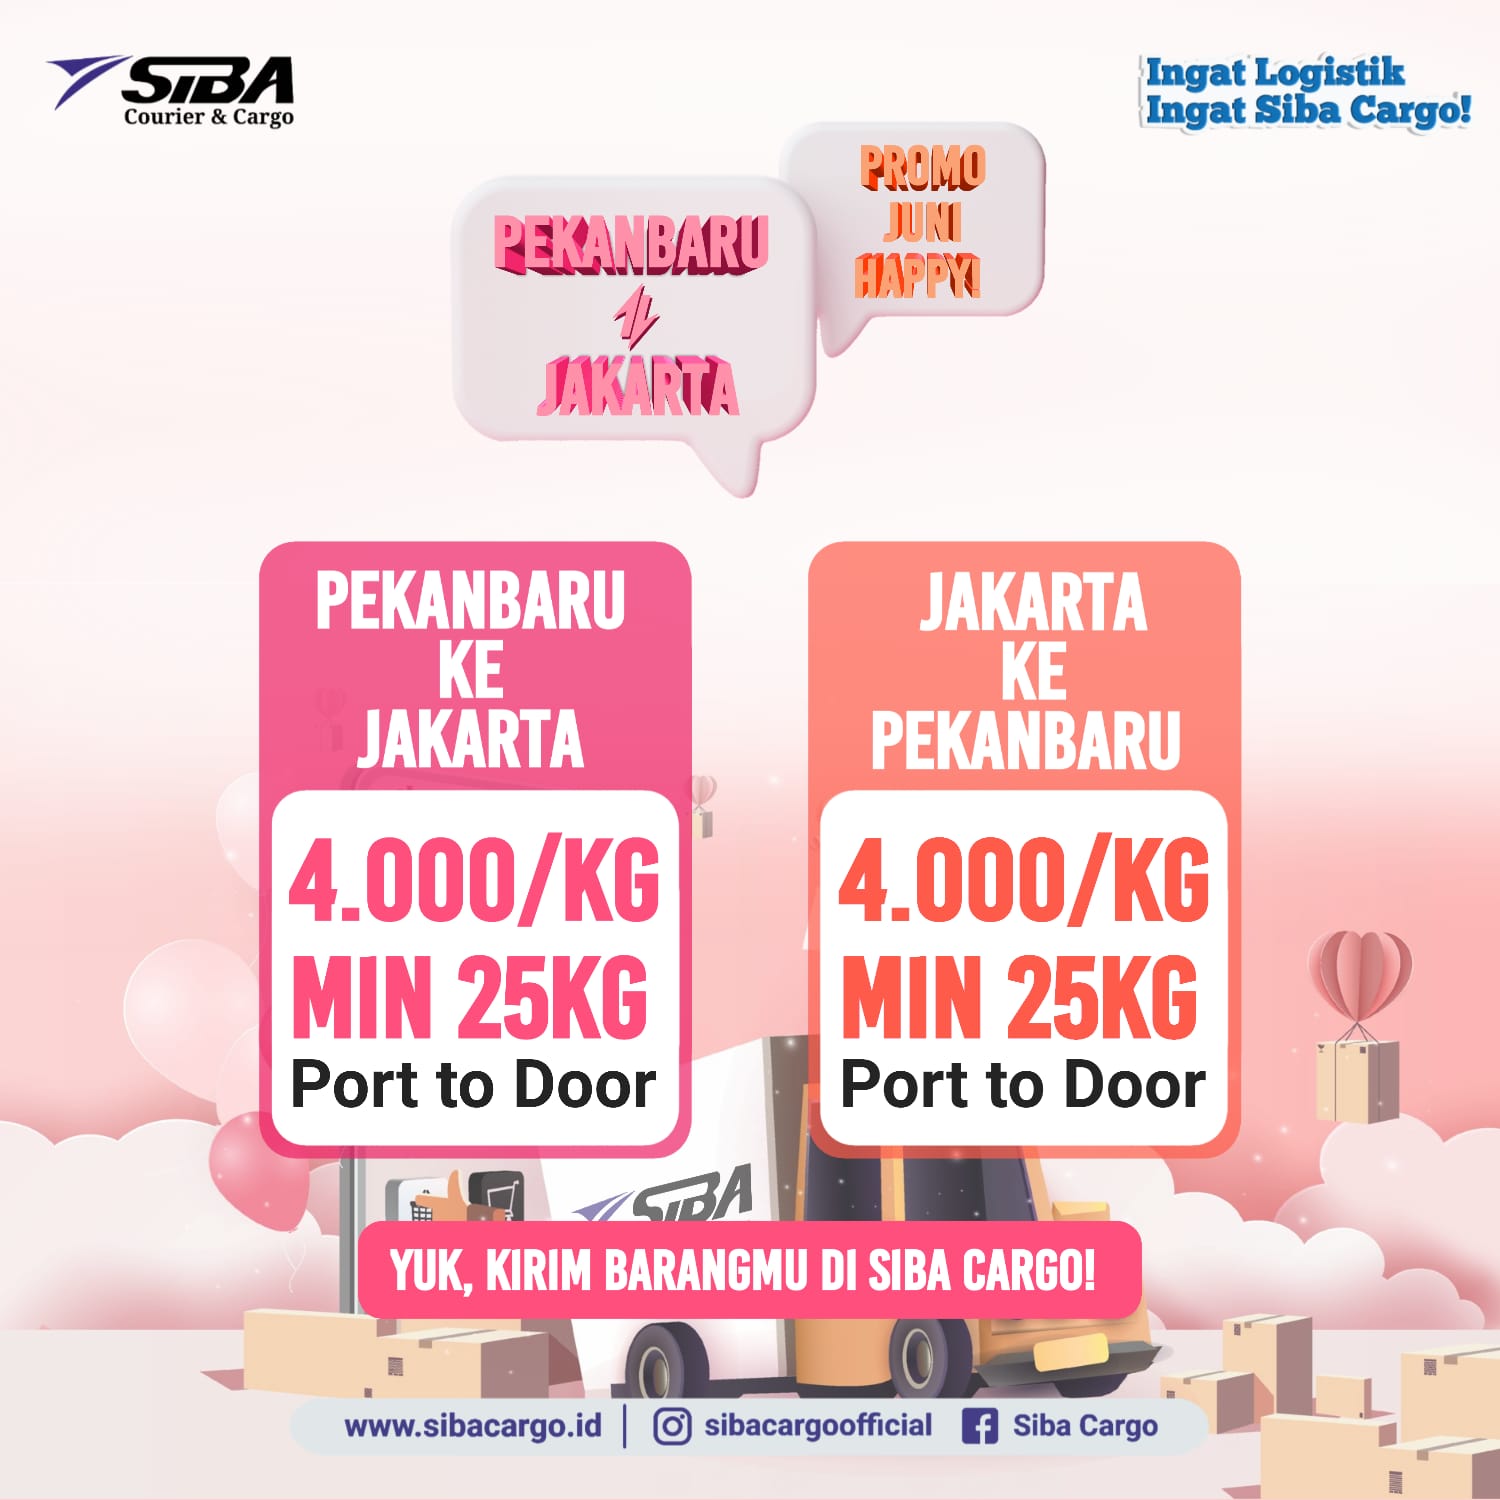 SIBA
Courier & Cargo
Ingat Logistik
Ingat Siba Cargo!
PROMO
JUNI
HAPPY!
PEKANBARU
JAKARTA
PEKANBARU
KE
JAKARTA
4.000/KG
MIN 25KG
Port to Door
JAKARTA
KE
PEKANBARU
4.000/KG
MIN 25KG
Port to Door
SIBA
YUK, KIRIM BARANGMU DI SIBA CARGO!
www.sibacargo.id | sibacargoofficial Siba Cargo